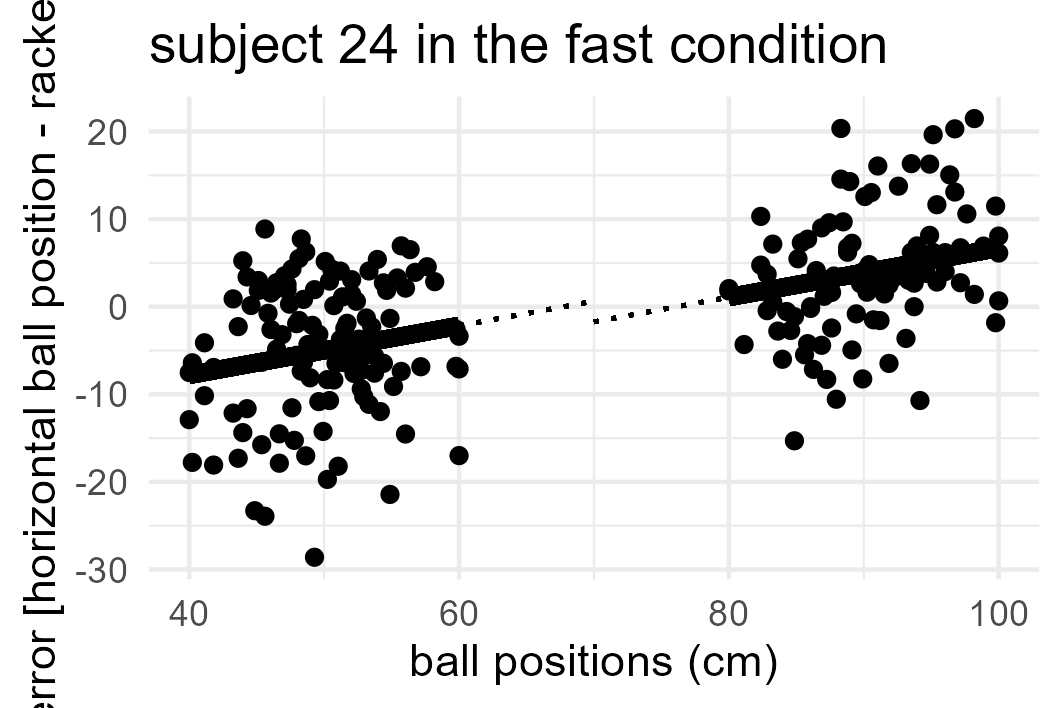 subject 24 in the fast condition
error [horizontal ball position - racke
20
10
0
-10
-20
-30
40 60 80 100
ball positions (cm)